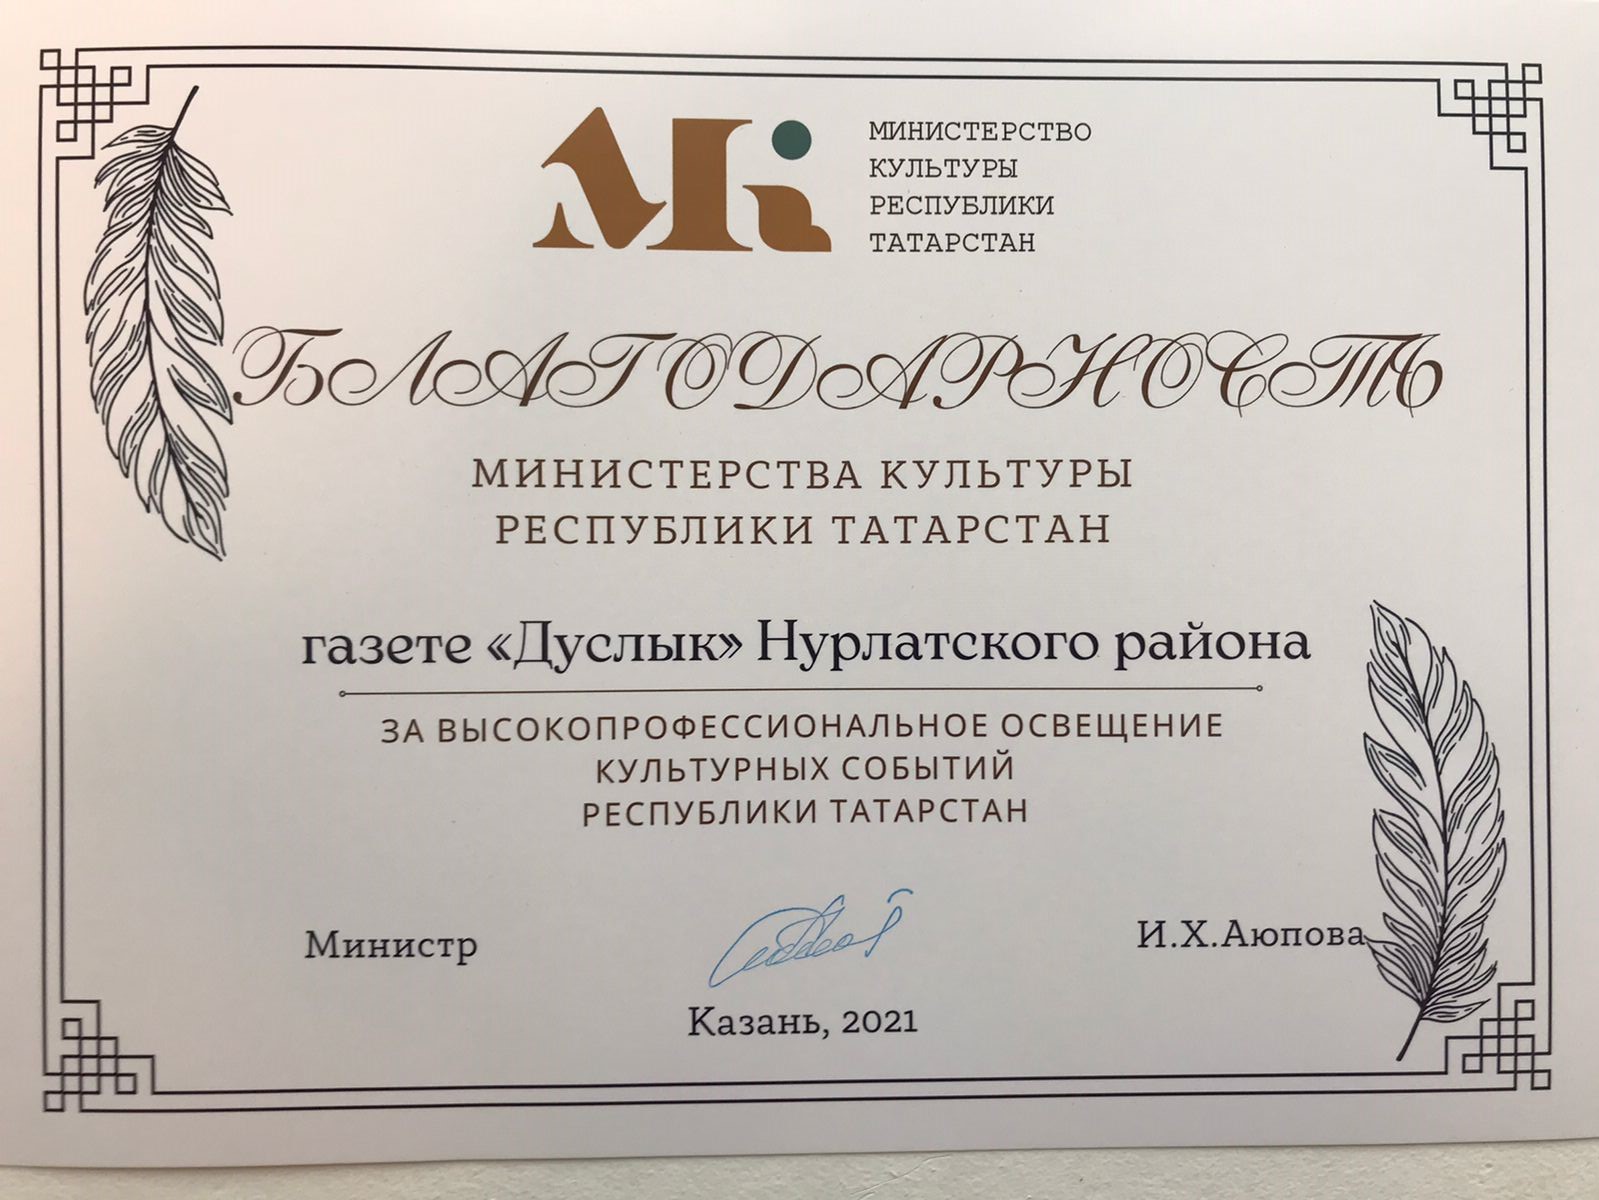 МК
МИНИСТЕРСТВО
КУЛЬТУРЫ
РЕСПУБЛИКИ
ТАТАРСТАН
БЛАГОДАРНОСТЬ
МИНИСТЕРСТВА КУЛЬТУРЫ
РЕСПУБЛИКИ ТАТАРСТАН
газете «Дуслык» Нурлатского района
ЗА ВЫСОКОПРОФЕССИОНАЛЬНОЕ ОСВЕЩЕНИЕ
КУЛЬТУРНЫХ СОБЫТИЙ
РЕСПУБЛИКИ ТАТАРСТАН
Министр И.Х.Аюпова
Казань, 2021